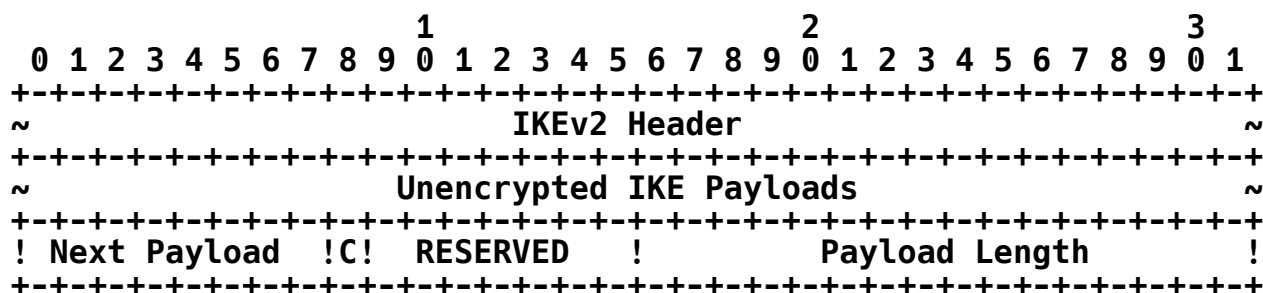 1                   2                   3
 0 1 2 3 4 5 6 7 8 9 0 1 2 3 4 5 6 7 8 9 0 1 2 3 4 5 6 7 8 9 0 1
+-+-+-+-+-+-+-+-+-+-+-+-+-+-+-+-+-+-+-+-+-+-+-+-+-+-+-+-+-+-+-+-+
~                          IKEv2 Header                          ~
+-+-+-+-+-+-+-+-+-+-+-+-+-+-+-+-+-+-+-+-+-+-+-+-+-+-+-+-+-+-+-+-+
~                   Unencrypted IKE Payloads                    ~
+-+-+-+-+-+-+-+-+-+-+-+-+-+-+-+-+-+-+-+-+-+-+-+-+-+-+-+-+-+-+-+-+
! Next Payload  !C!  RESERVED   !         Payload Length        !
+-+-+-+-+-+-+-+-+-+-+-+-+-+-+-+-+-+-+-+-+-+-+-+-+-+-+-+-+-+-+-+-+